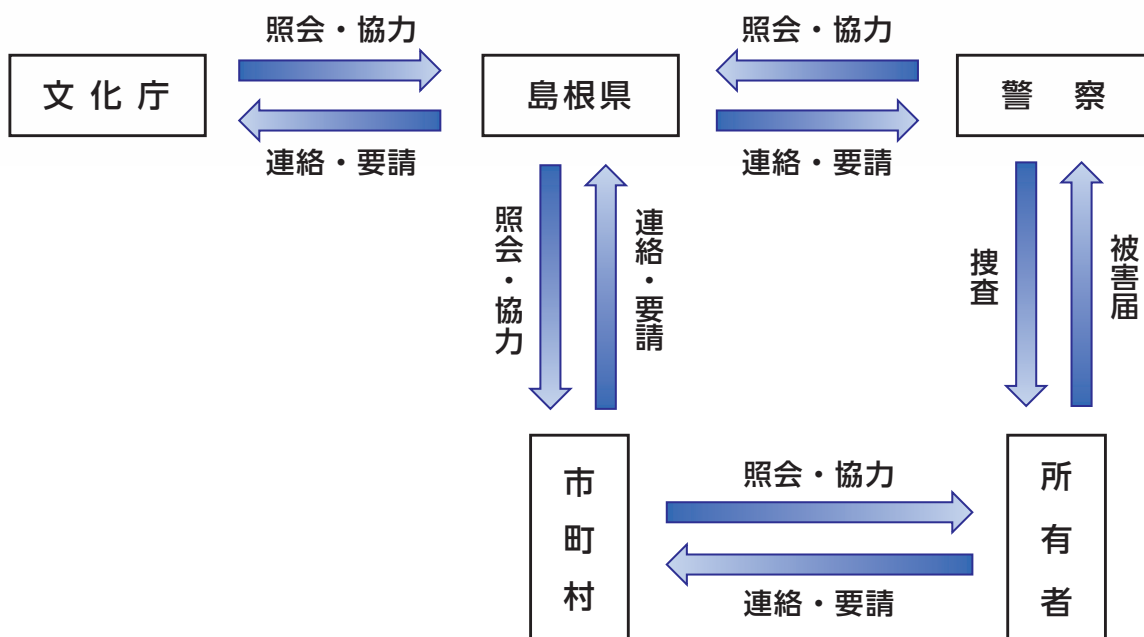 照会・協力
照会・協力
文化庁
島根県
警察
連絡・要請
連絡・要請
照会・協力
連絡・要請
捜査
被害届
市町村
照会・協力
連絡・要請
所有者